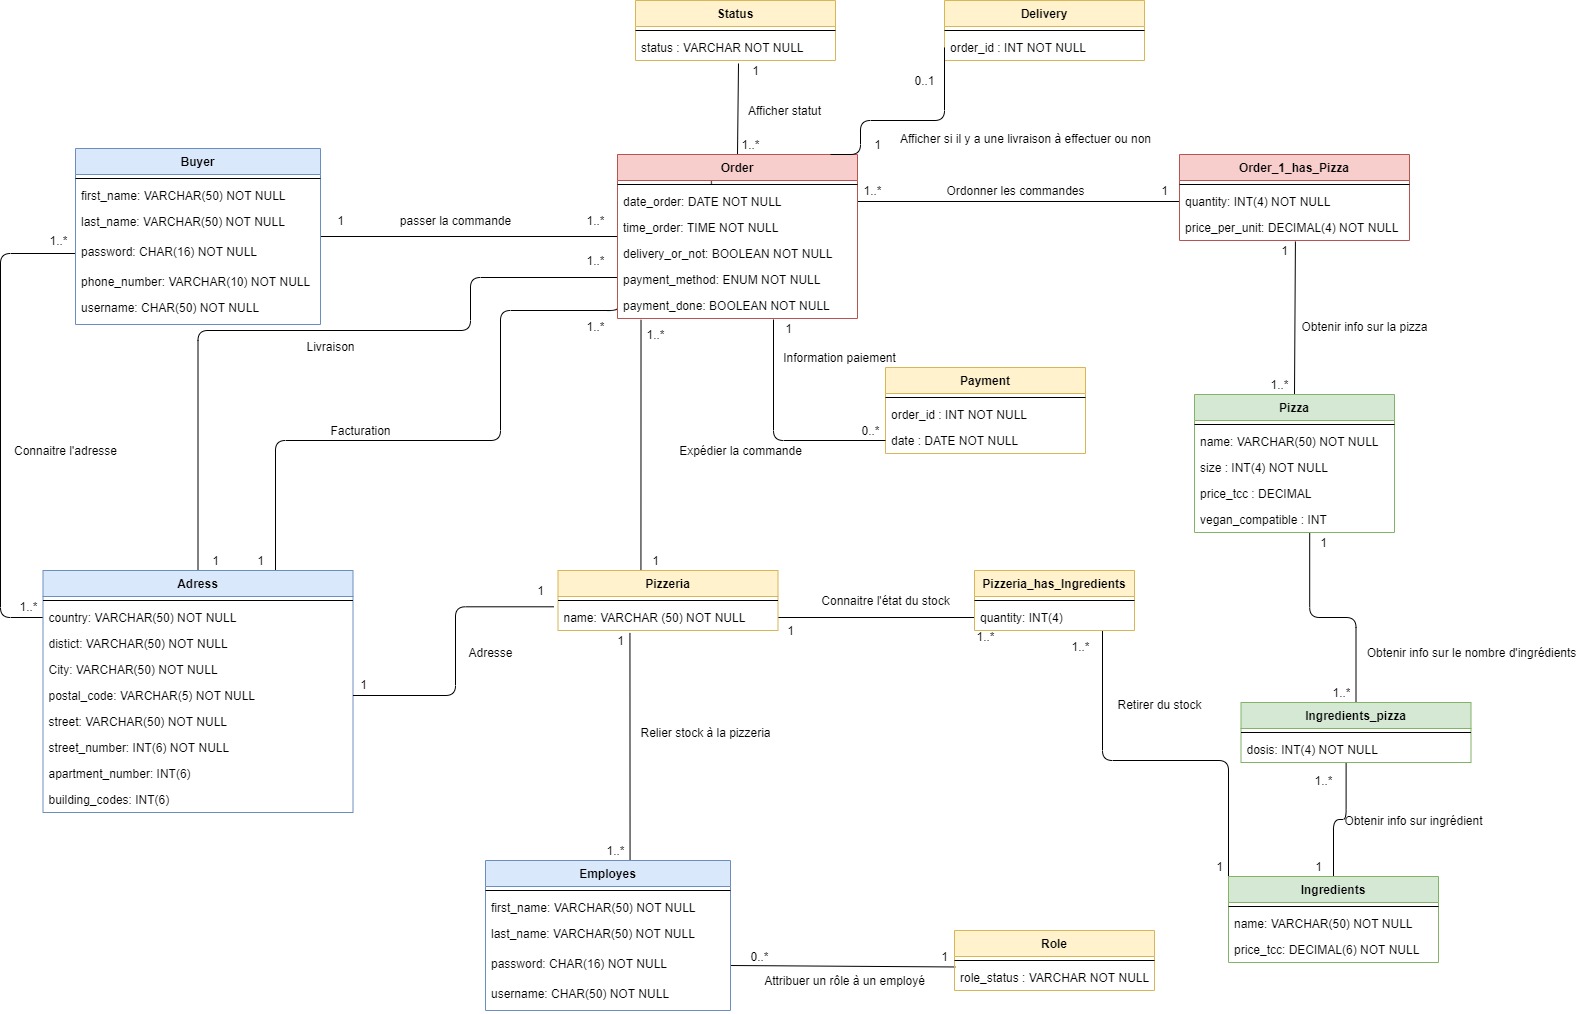 Status
status : VARCHAR NOT NULL
Delivery
order_id : INT NOT NULL
1
0..1
Afficher statut
1..*
1
Afficher si il y a une livraison à effectuer ou non
Buyer
first_name: VARCHAR(50) NOT NULL
last_name: VARCHAR(50) NOT NULL
password: CHAR(16) NOT NULL
phone_number: VARCHAR(10) NOT NULL
username: CHAR(50) NOT NULL
1..*
1
passer la commande
1..*
Order
date_order: DATE NOT NULL
time_order: TIME NOT NULL
delivery_or_not: BOOLEAN NOT NULL
payment_method: ENUM NOT NULL
payment_done: BOOLEAN NOT NULL
1..*
Ordonner les commandes
1
Order_1_has_Pizza
quantity: INT(4) NOT NULL
price_per_unit: DECIMAL(4) NOT NULL
1
1..*
Livraison
1..*
1..*
1
Information paiement
Obtenir info sur la pizza
1..*
Payment
order_id : INT NOT NULL
date : DATE NOT NULL
0..*
Pizza
name: VARCHAR(50) NOT NULL
size : INT(4) NOT NULL
price_tcc : DECIMAL
vegan_compatible : INT
1
Facturation
Connaitre l'adresse
Expédier la commande
1
1
1
Adress
country: VARCHAR(50) NOT NULL
distict: VARCHAR(50) NOT NULL
City: VARCHAR(50) NOT NULL
postal_code: VARCHAR(5) NOT NULL
street: VARCHAR(50) NOT NULL
street_number: INT(6) NOT NULL
apartment_number: INT(6)
building_codes: INT(6)
1..*
1
Adresse
1
Pizzeria
name: VARCHAR (50) NOT NULL
1
1
Connaitre l'état du stock
1..*
Pizzeria_has_Ingredients
quantity: INT(4)
1..*
Retirer du stock
Obtenir info sur le nombre d'ingrédients
1..*
Ingredients_pizza
dosis: INT(4) NOT NULL
1..*
Obtenir info sur ingrédient
Relier stock à la pizzeria
1..*
Employes
first_name: VARCHAR(50) NOT NULL
last_name: VARCHAR(50) NOT NULL
password: CHAR(16) NOT NULL
username: CHAR(50) NOT NULL
0..*
1
Attribuer un rôle à un employé
Role
role_status : VARCHAR NOT NULL
1
1
Ingredients
name: VARCHAR(50) NOT NULL
price_tcc: DECIMAL(6) NOT NULL